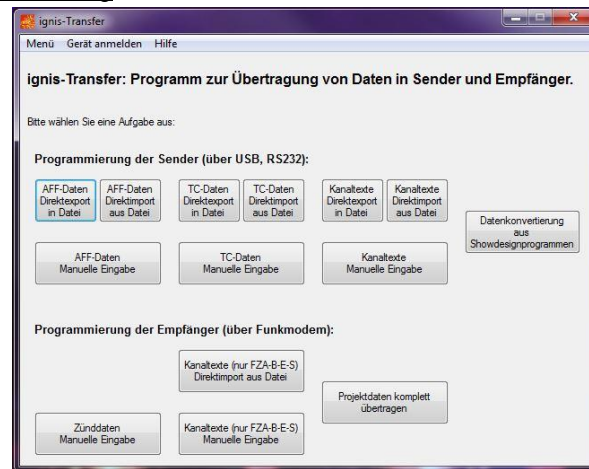 ignis-Transfer
Menü Gerät anmelden Hilfe
ignis-Transfer: Programm zur Übertragung von Daten in Sender und Empfänger.
Bitte wählen Sie eine Aufgabe aus:
Programmierung der Sender (über USB, RS232):
AFF-Daten
Direktexport
in Datei
AFF-Daten
Direktimport
aus Datei
TC-Daten
Direktexport
in Datei
TC-Daten
Direktimport
aus Datei
Kanaltexte
Direktexport
in Datei
Kanaltexte
Direktimport
aus Datei
Datenkonvertierung
aus
Showdesignprogrammen
AFF-Daten
Manuelle Eingabe
TC-Daten
Manuelle Eingabe
Kanaltexte
Manuelle Eingabe
Programmierung der Empfänger (über Funkmodem):
Kanaltexte (nur FZA-B-E-S)
Direktimport aus Datei
Projektdaten komplett
übertragen
Zünddaten
Manuelle Eingabe
Kanaltexte (nur FZA-B-E-S)
Manuelle Eingabe